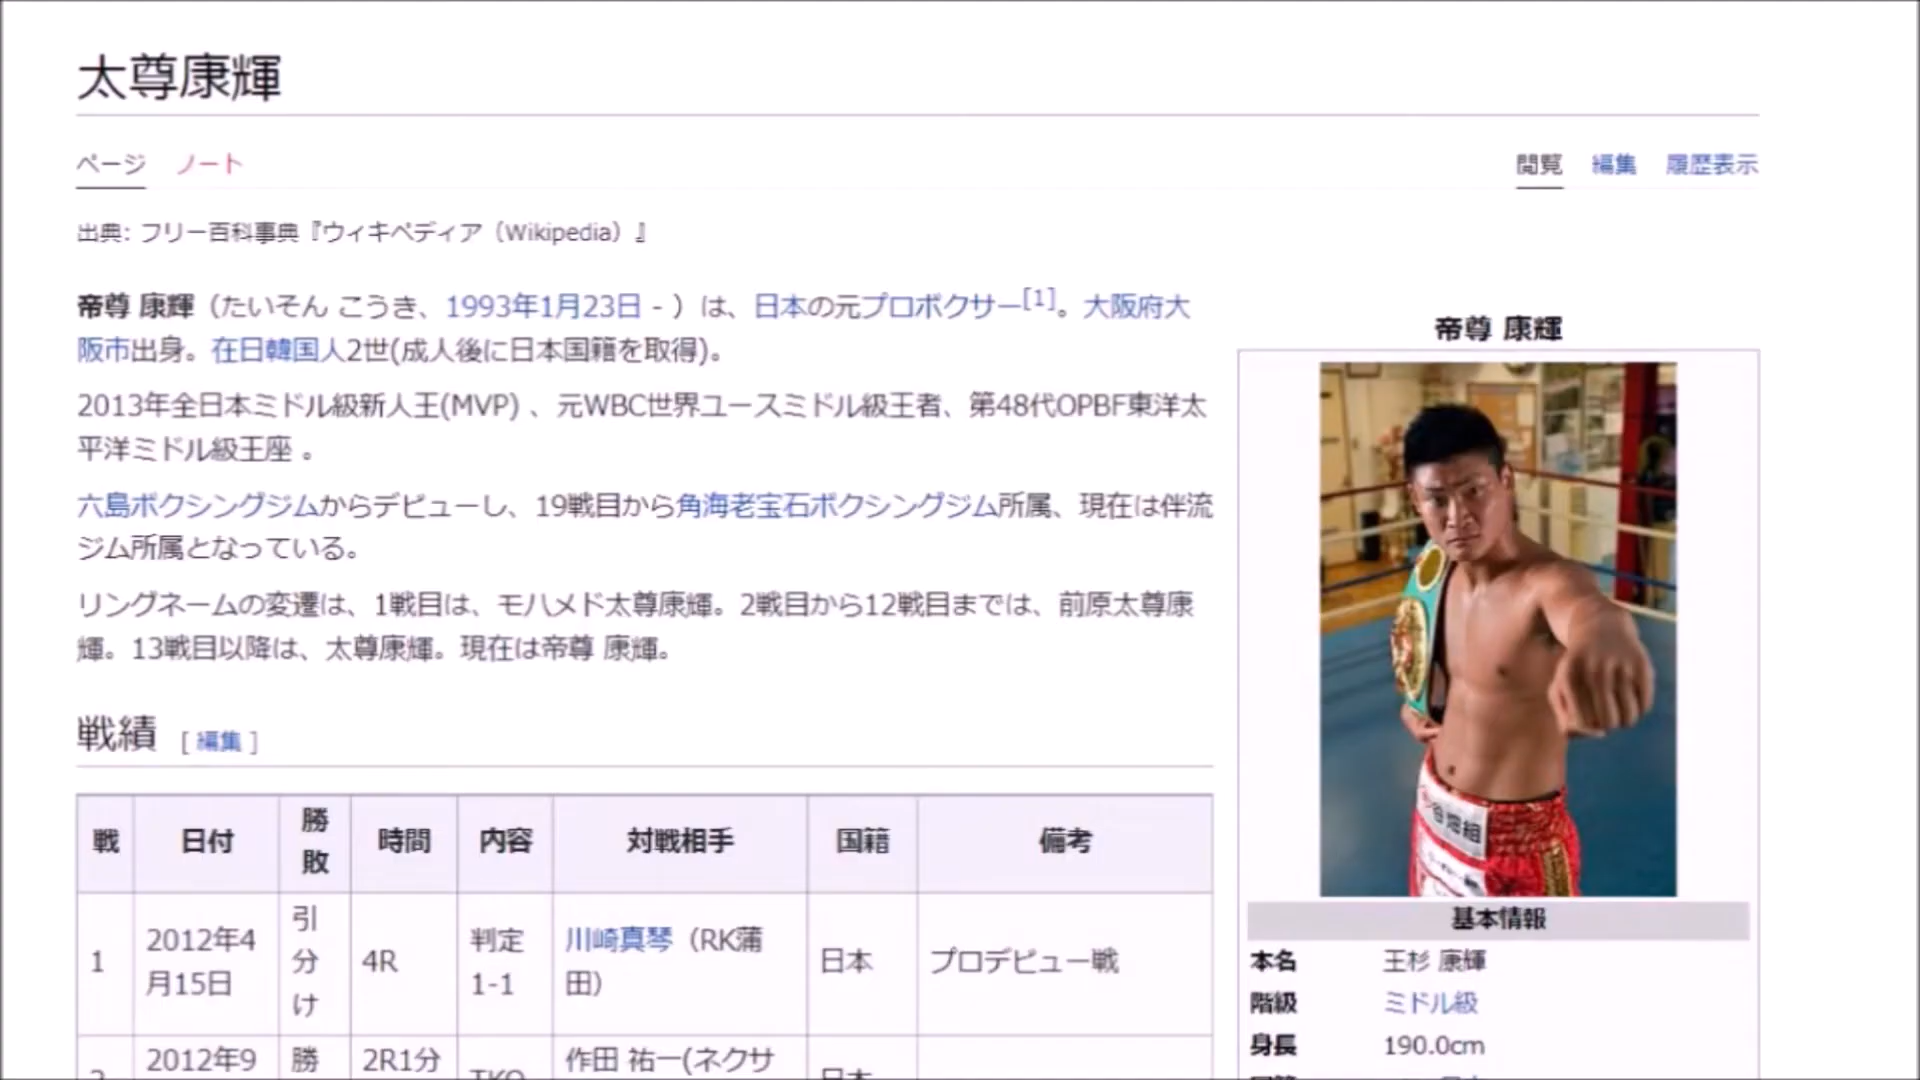 太尊康輝
ページ ノート
閲覧 編集 履歴表示
出典: フリー百科事典『ウィキペディア（Wikipedia）』
帝尊 康輝（たいそん こうき、1993年1月23日 - ）は、日本の元プロボクサー[1]。大阪府大
阪市出身。在日韓国人2世(成人後に日本国籍を取得)。
2013年全日本ミドル級新人王(MVP) 、元WBC世界ユースミドル級王者、第48代OPBF東洋太
平洋ミドル級王座 。
六島ボクシングジムからデビューし、19戦目から角海老宝石ボクシングジム所属、現在は伴流
ジム所属となっている。
リングネームの変遷は、1戦目は、モハメド太尊康輝。2戦目から12戦目までは、前原太尊康
輝。13戦目以降は、太尊康輝。現在は帝尊 康輝。
戦績 [ 編集 ]
戦 日付 勝敗 時間 内容 対戦相手 国籍 備考
1 2012年4月15日 引分け 4R 判定1-1 川崎真琴（RK蒲田） 日本 プロデビュー戦
2012年9 勝 2R1分 TKO 作田 祐一(ネクサ 日本
帝尊 康輝
谷畑組
基本情報
本名 王杉 康輝
階級 ミドル級
身長 190.0cm